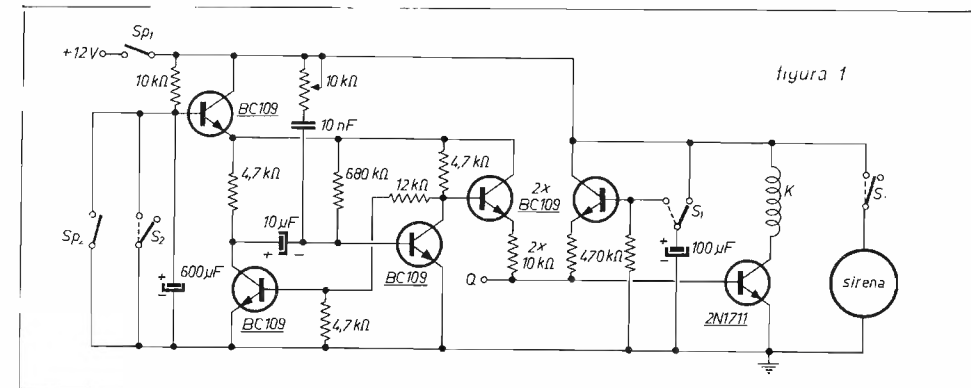 figura 1
Sp₁
+12V
10 kΩ
BC109
10 kΩ
10 nF
4,7 kΩ
680 kΩ
12 kΩ
4,7 kΩ
2x
BC109
S₁
K
S₂
10 µF
+ -
2x
10 kΩ
470 kΩ
+
-
100 µF
BC109
Q
+
-
600 µF
BC109
4,7 kΩ
2N1711
sirena